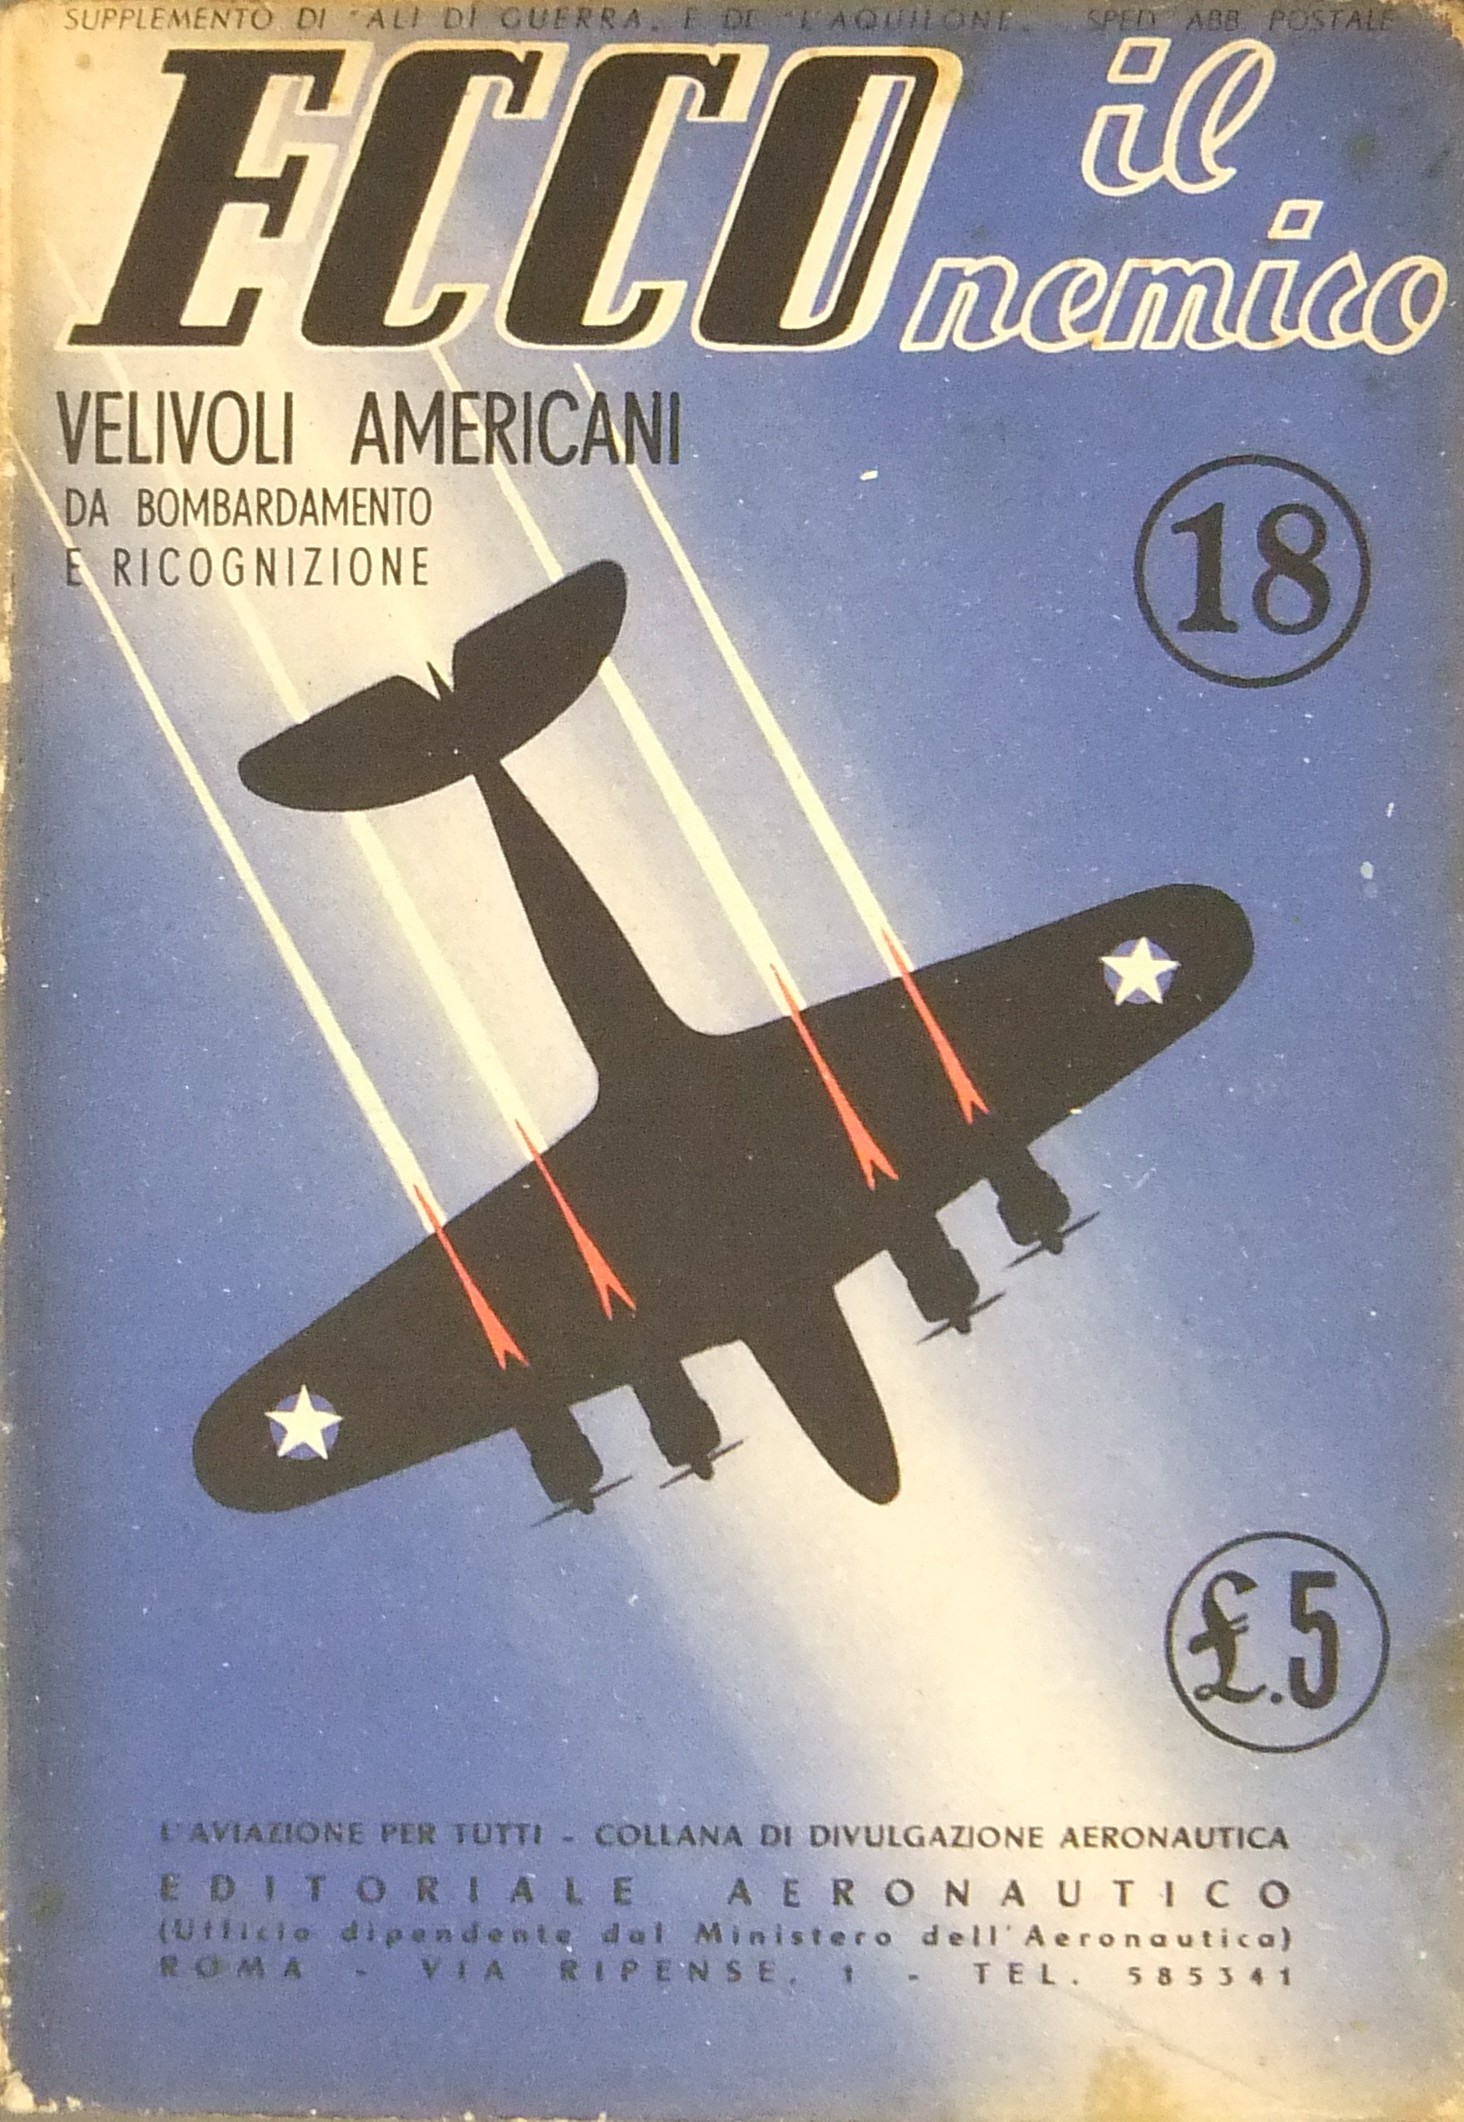 SUPPLEMENTO DI "ALI DI GUERRA„ E DE "L'AQUILONE„ SPED. ABB. POSTALE
ECCO il nemico
VELIVOLI AMERICANI
DA BOMBARDAMENTO
E RICOGNIZIONE
18
£.5
L'AVIAZIONE PER TUTTI - COLLANA DI DIVULGAZIONE AERONAUTICA
EDITORIALE AERONAUTICO
(Ufficio dipendente dal Ministero dell'Aeronautica)
ROMA - VIA RIPENSE, 1 - TEL. 585341